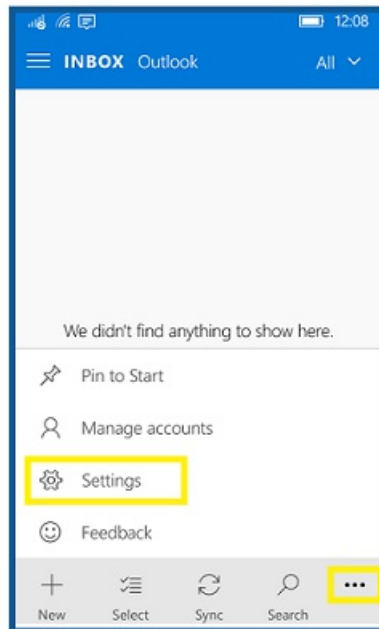 12:08
INBOX Outlook All
We didn't find anything to show here.
Pin to Start
Manage accounts
Settings
Feedback
New Select Sync Search